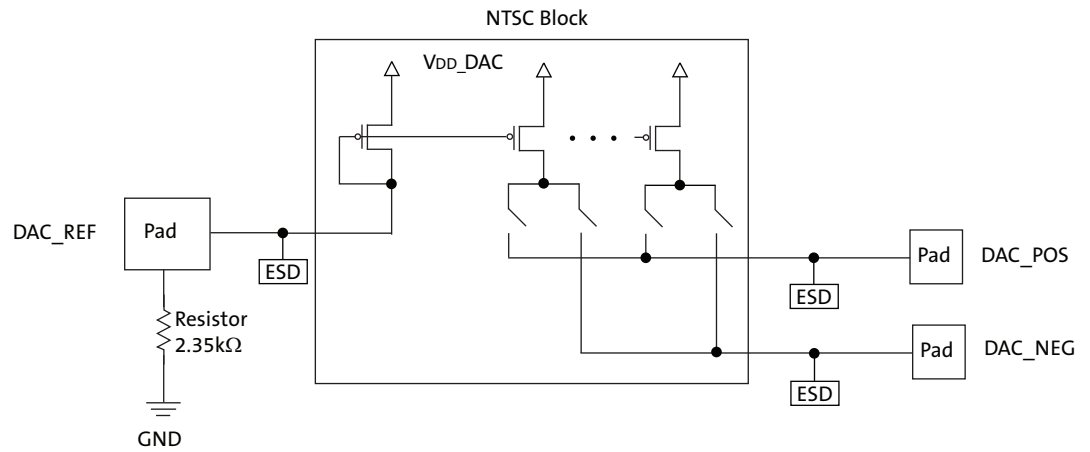 NTSC Block
VDD_DAC
DAC_REF
Pad
ESD
Resistor
2.35kΩ
GND
Pad
DAC_POS
ESD
Pad
DAC_NEG
ESD